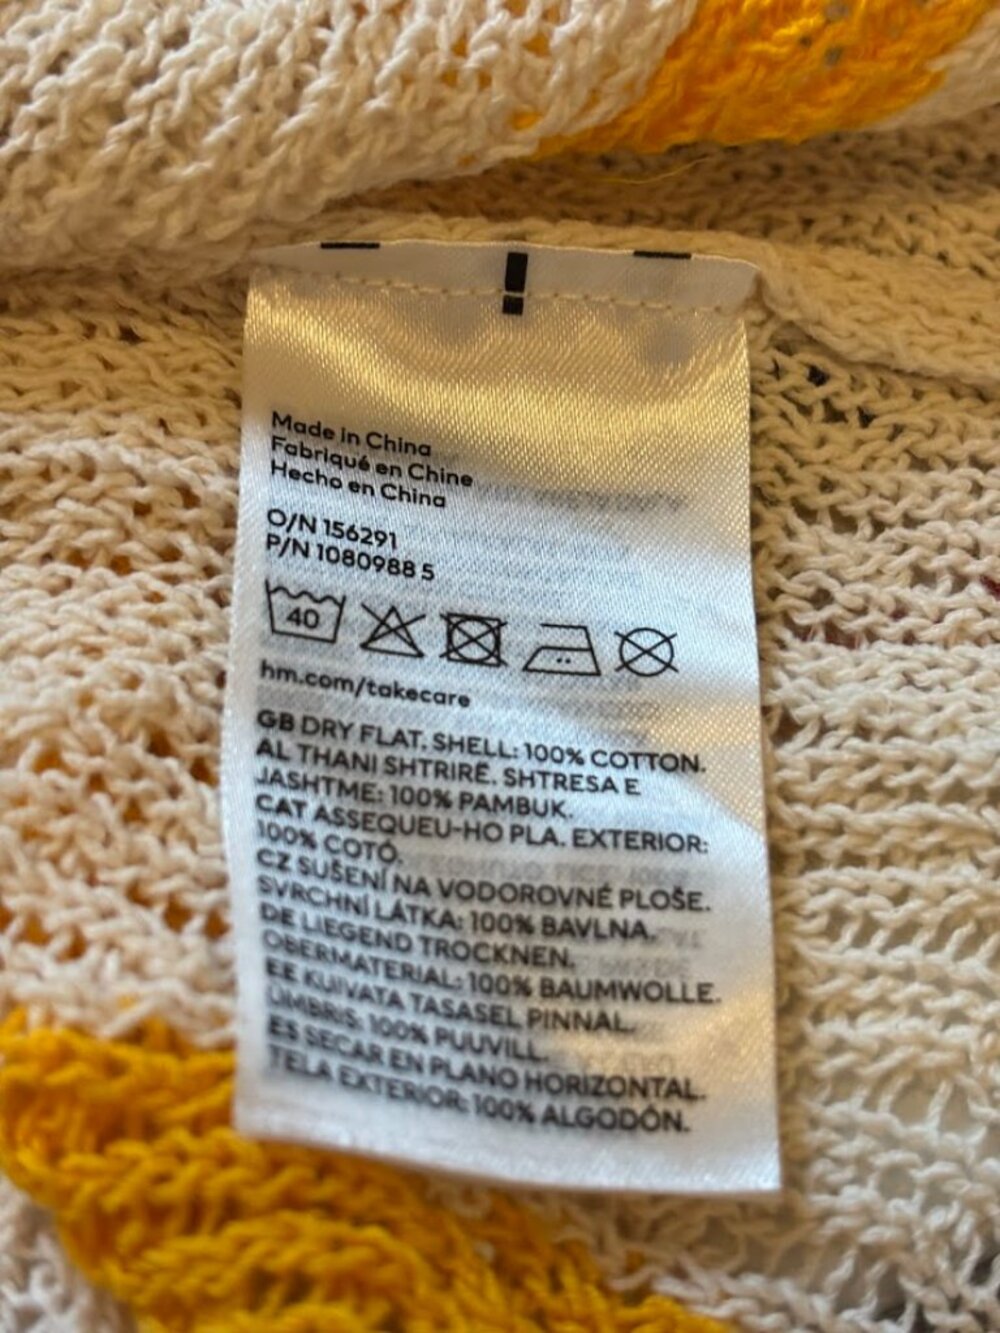 Made in China
Fabriqué en Chine
Hecho en China
O/N 156291
P/N 1080988 5
40
hm.com/takecare
GB DRY FLAT. SHELL: 100% COTTON.
AL THANI SHTRIRË. SHTRESA E
JASHTME: 100% PAMBUK.
CAT ASSEQUEU-HO PLA. EXTERIOR:
100% COTÓ.
CZ SUŠENÍ NA VODOROVNÉ PLOŠE.
SVRCHNÍ LÁTKA: 100% BAVLNA.
DE LIEGEND TROCKNEN.
OBERMATERIAL: 100% BAUMWOLLE.
EE KUIVATA TASASEL PINNAL.
ÜMBRIS: 100% PUUVILL.
ES SECAR EN PLANO HORIZONTAL.
TELA EXTERIOR: 100% ALGODÓN.